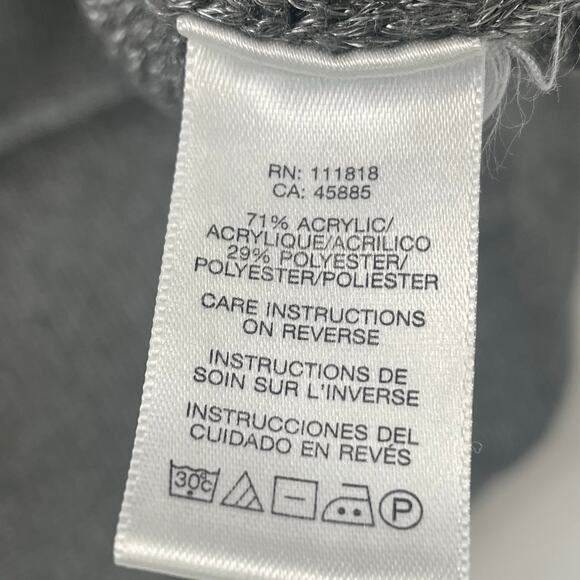 RN: 111818
CA: 45885
71% ACRYLIC/
ACRYLIQUE/ACRILICO
29% POLYESTER/
POLYESTER/POLIESTER
CARE INSTRUCTIONS
ON REVERSE
INSTRUCTIONS DE
SOIN SUR L'INVERSE
INSTRUCCIONES DEL
CUIDADO EN REVÉS
30°C P